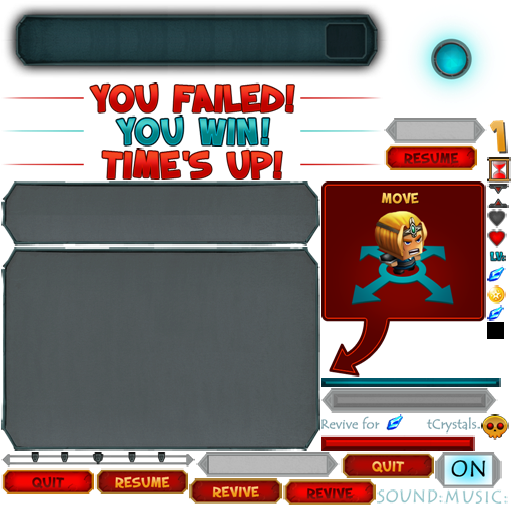 YOU FAILED!
YOU WIN!
TIME'S UP!
1
RESUME
MOVE
LVL:
Revive for tCrystals.
QUIT
RESUME
REVIVE
REVIVE
QUIT
ON
SOUND:MUSIC: